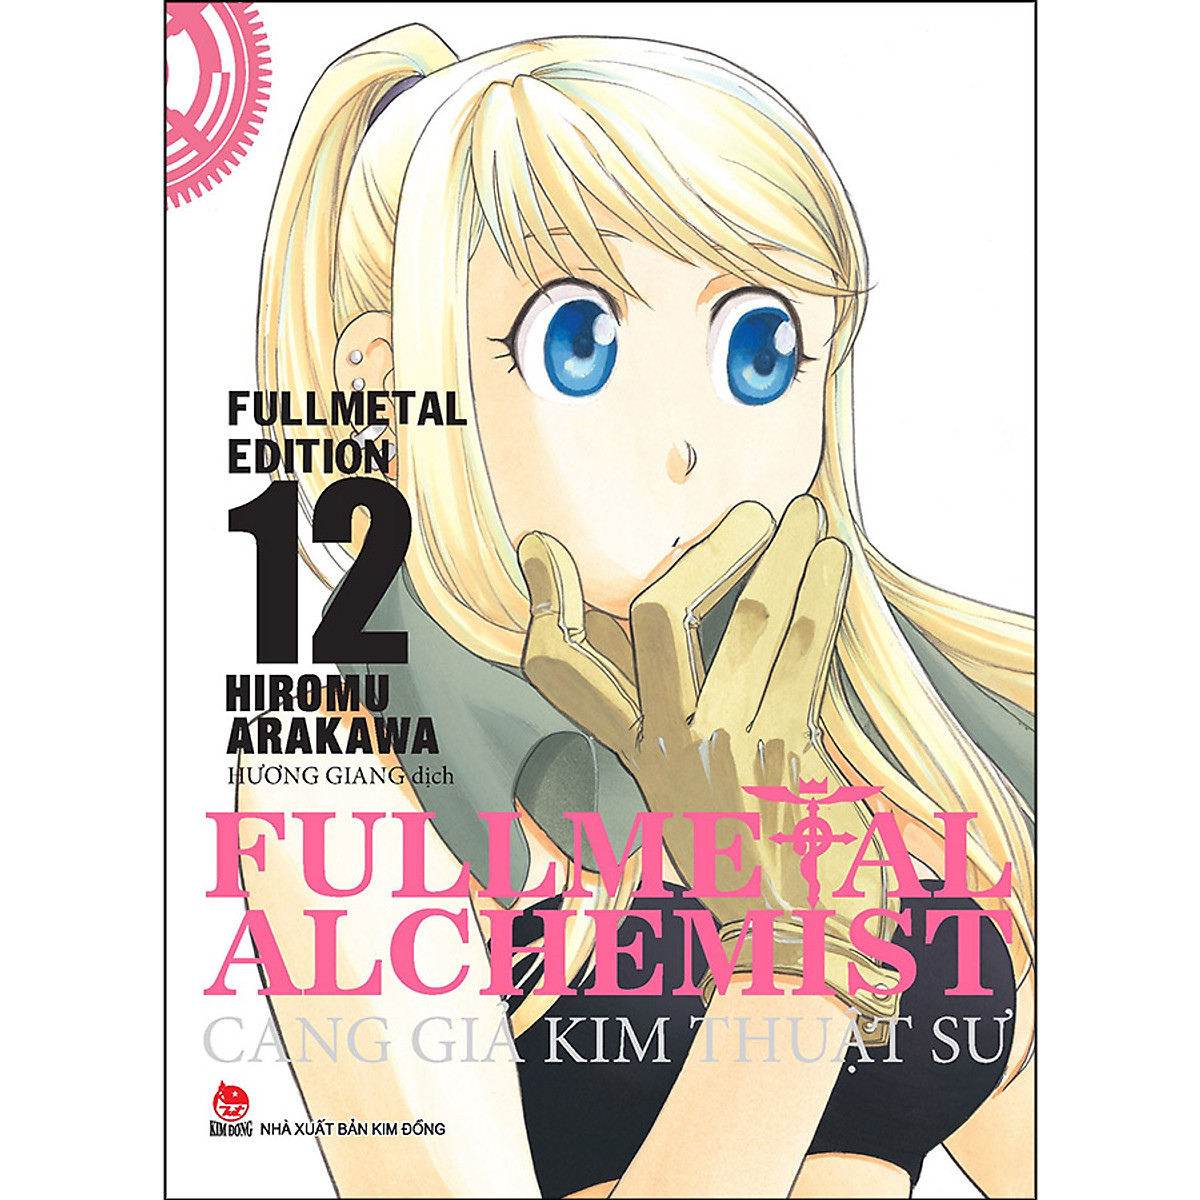 FULLMETAL
EDITION
12
HIROMU
ARAKAWA
HƯƠNG GIANG dịch
FULLMETAL
ALCHEMIST
CANG GIẢ KIM THUẬT SƯ
KIM ĐỒNG
NHÀ XUẤT BẢN KIM ĐỒNG